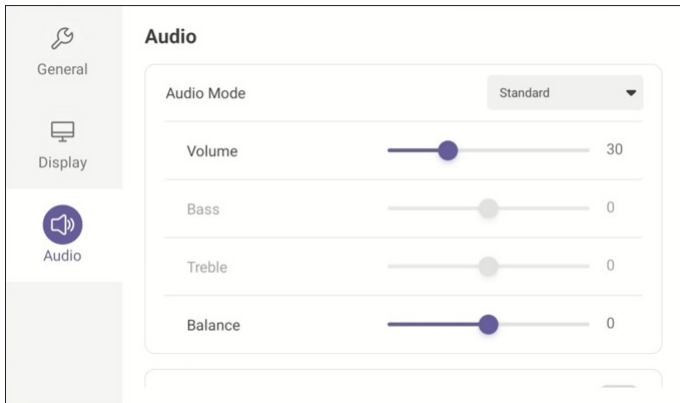 General
Display
Audio
Audio
Audio Mode
Standard
Volume
30
Bass
0
Treble
0
Balance
0